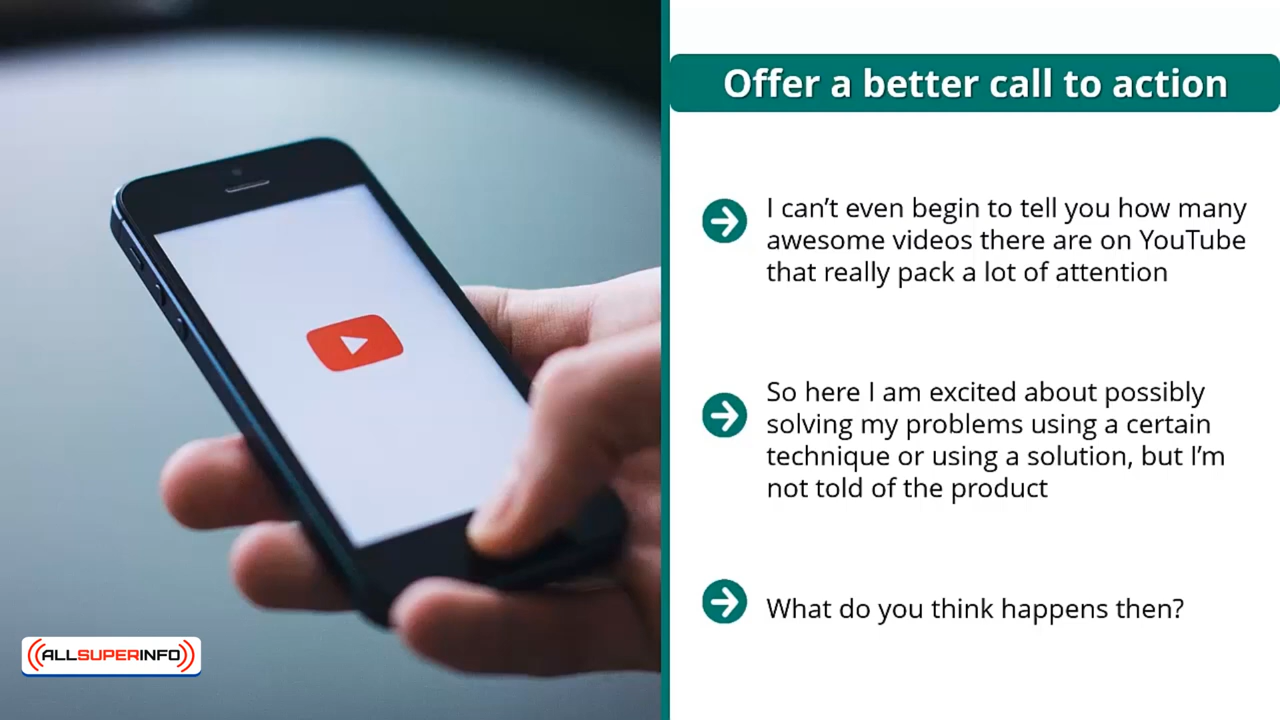 Offer a better call to action
I can’t even begin to tell you how many
awesome videos there are on YouTube
that really pack a lot of attention
So here I am excited about possibly
solving my problems using a certain
technique or using a solution, but I’m
not told of the product
What do you think happens then?
ALLSUPERINFO